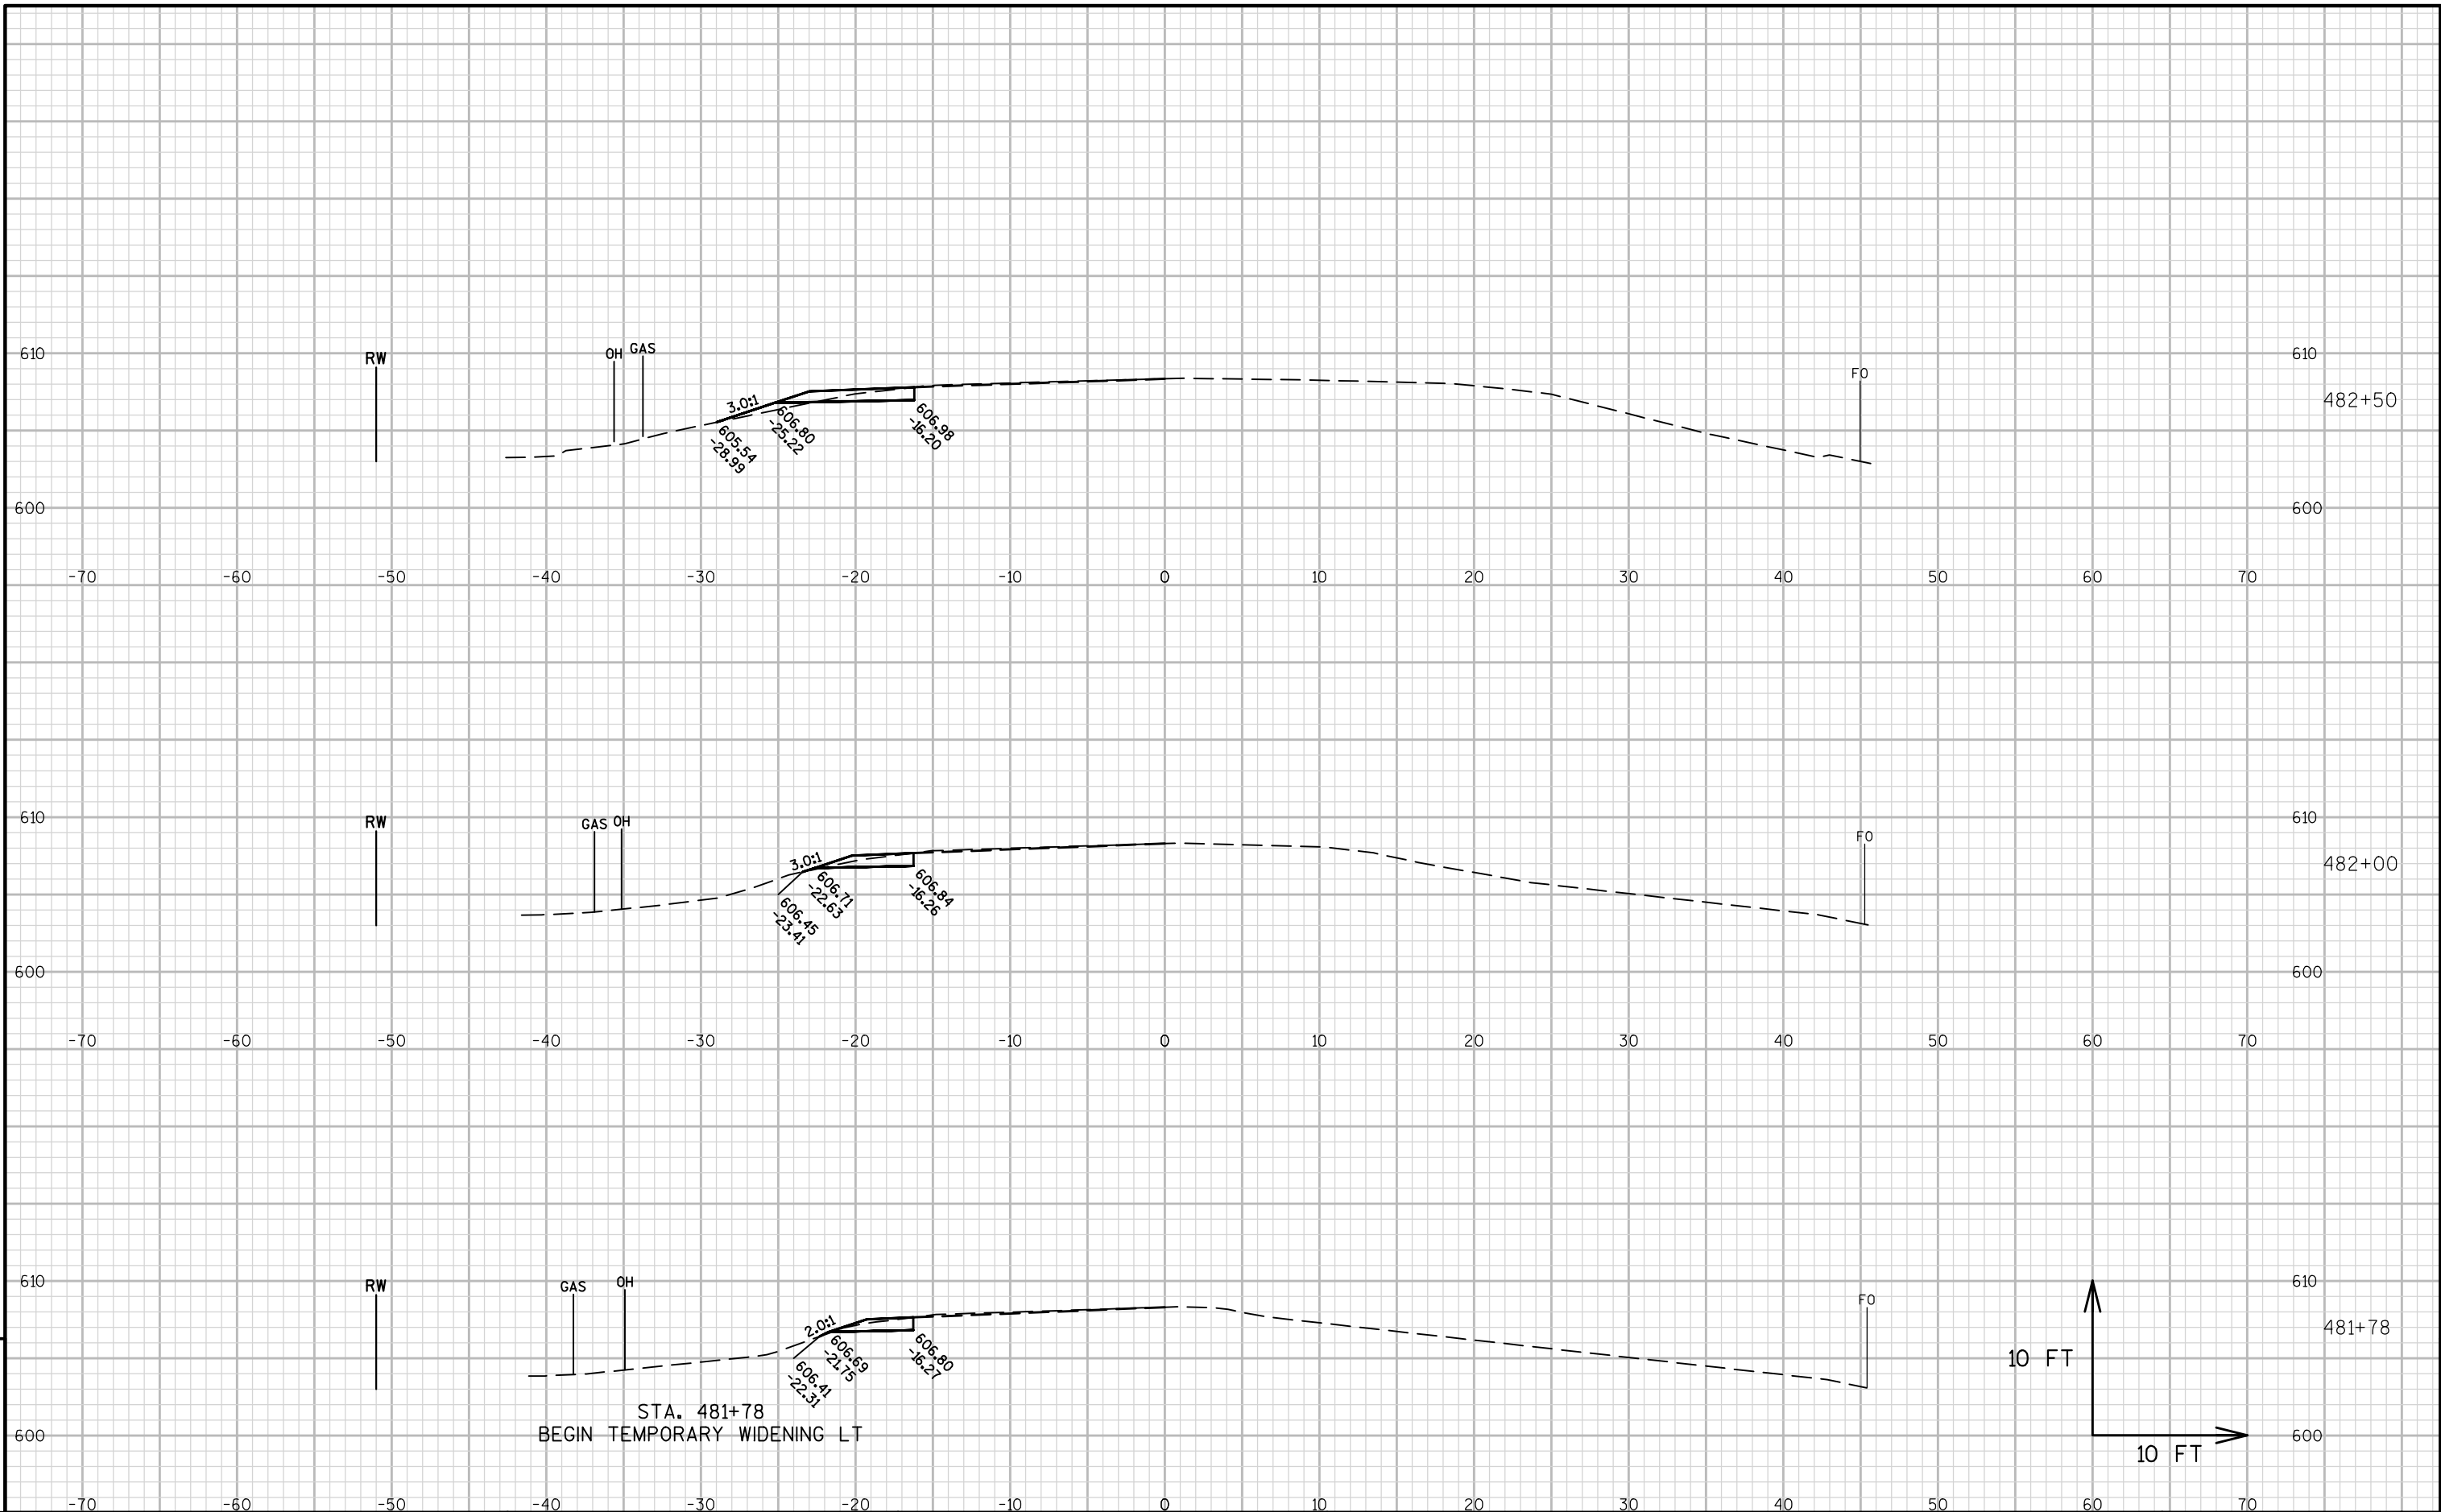 610
RW
OH
GAS
3.0:1
605.54
-28.99
606.80
-25.22
606.98
-16.20
FO
610
482+50
600
600
-70 -60 -50 -40 -30 -20 -10 0 10 20 30 40 50 60 70
610
RW
GAS
OH
3.0:1
606.45
-23.41
606.71
-22.63
606.84
-16.26
FO
610
482+00
600
600
-70 -60 -50 -40 -30 -20 -10 0 10 20 30 40 50 60 70
610
RW
GAS
OH
2.0:1
606.41
-22.31
606.69
-21.75
606.80
-16.27
FO
610
481+78
10 FT
10 FT
STA. 481+78
BEGIN TEMPORARY WIDENING LT
600
600
-70 -60 -50 -40 -30 -20 -10 0 10 20 30 40 50 60 70